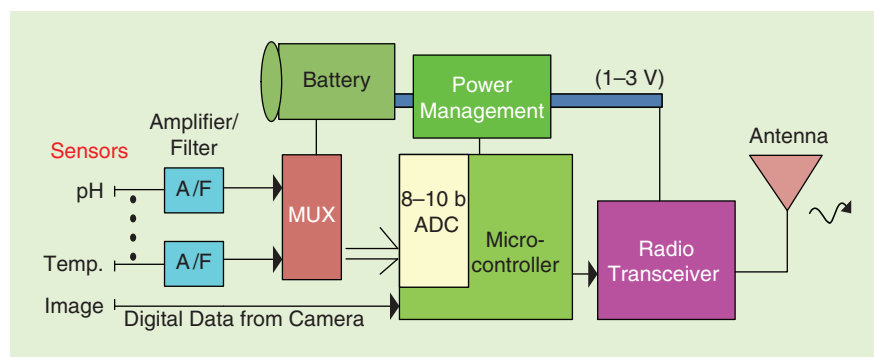 Battery
Power
Management
(1–3 V)
Amplifier/
Filter
Antenna
Sensors
pH
A/F
MUX
8–10 b
ADC
Micro-
controller
Radio
Transceiver
Temp.
A/F
Image
Digital Data from Camera